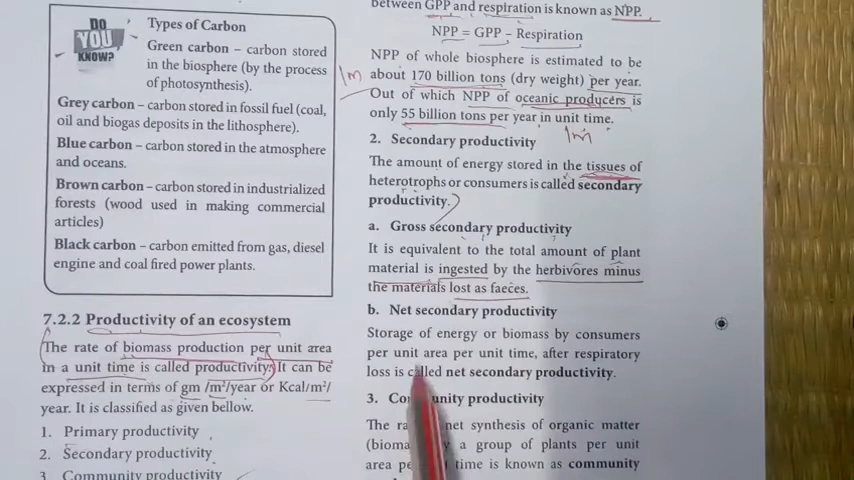 DO
YOU
KNOW?
Types of Carbon
Green carbon – carbon stored
in the biosphere (by the process
of photosynthesis).
Grey carbon – carbon stored in fossil fuel (coal,
oil and biogas deposits in the lithosphere).
Blue carbon – carbon stored in the atmosphere
and oceans.
Brown carbon – carbon stored in industrialized
forests (wood used in making commercial
articles)
Black carbon – carbon emitted from gas, diesel
engine and coal fired power plants.
7.2.2 Productivity of an ecosystem
The rate of biomass production per unit area
in a unit time is called productivity. It can be
expressed in terms of gm /m²/year or Kcal/m²/
year. It is classified as given bellow.
1. Primary productivity
2. Secondary productivity
3. Community productivity
between GPP and respiration is known as NPP.
NPP = GPP – Respiration
NPP of whole biosphere is estimated to be
1m
about 170 billion tons (dry weight) per year.
Out of which NPP of oceanic producers is
only 55 billion tons per year in unit time.
1m
2. Secondary productivity
The amount of energy stored in the tissues of
heterotrophs or consumers is called secondary
productivity.
a. Gross secondary productivity
It is equivalent to the total amount of plant
material is ingested by the herbivores minus
the materials lost as faeces.
b. Net secondary productivity
Storage of energy or biomass by consumers
per unit area per unit time, after respiratory
loss is called net secondary productivity.
3. Community productivity
The net synthesis of organic matter
a group of plants per unit
area time is known as community